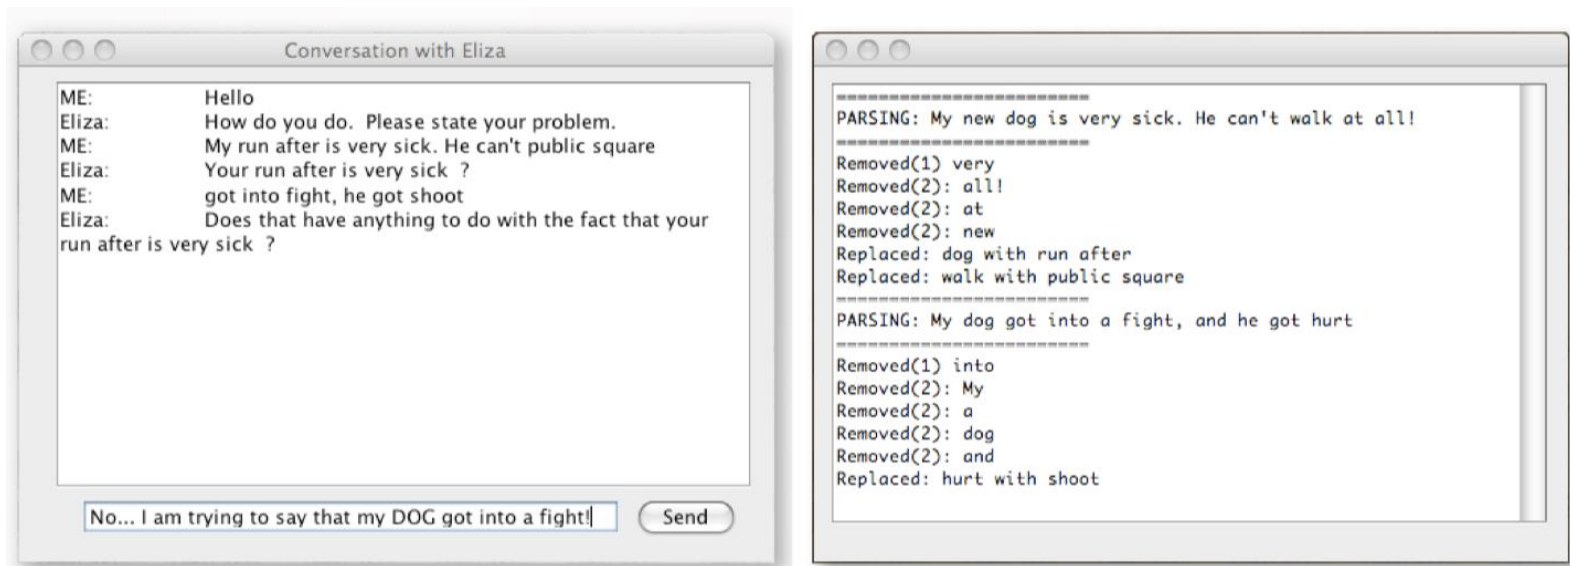 Conversation with Eliza
ME: Hello
Eliza: How do you do.  Please state your problem.
ME: My run after is very sick. He can't public square
Eliza: Your run after is very sick  ?
ME: got into fight, he got shoot
Eliza: Does that have anything to do with the fact that your
run after is very sick  ?
No... I am trying to say that my DOG got into a fight!
Send
========================
PARSING: My new dog is very sick. He can't walk at all!
========================
Removed(1) very
Removed(2): all!
Removed(2): at
Removed(2): new
Replaced: dog with run after
Replaced: walk with public square
========================
PARSING: My dog got into a fight, and he got hurt
========================
Removed(1) into
Removed(2): My
Removed(2): a
Removed(2): dog
Removed(2): and
Replaced: hurt with shoot